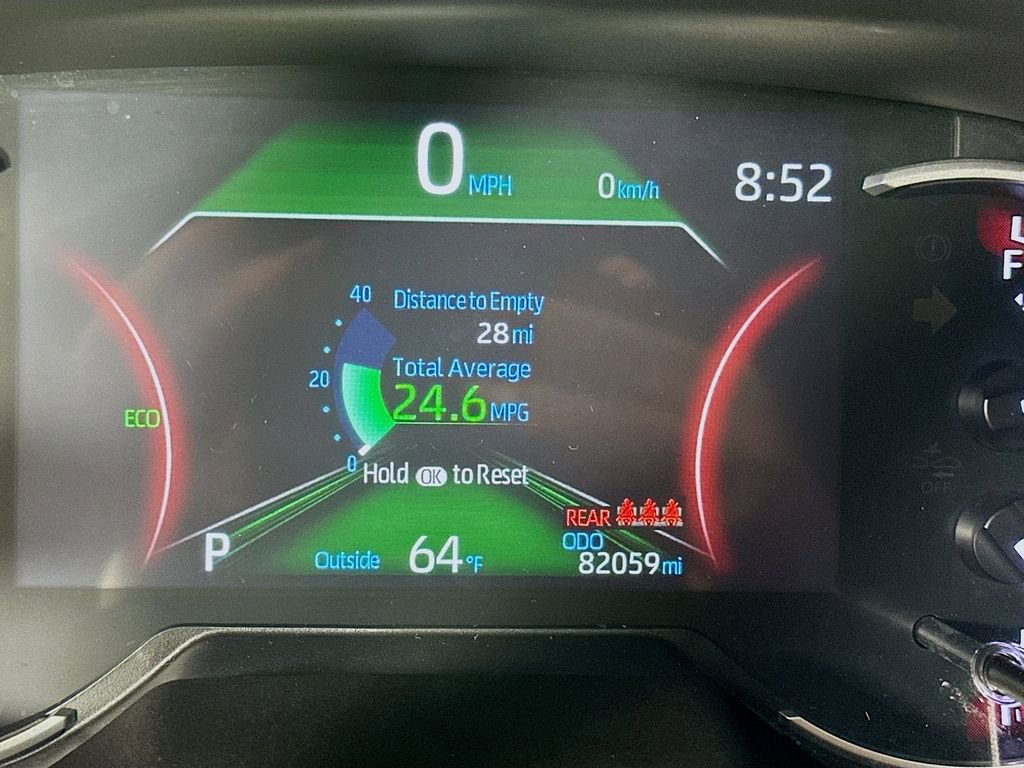 0 MPH 0 km/h 8:52
40 Distance to Empty
28 mi
20 Total Average
24.6 MPG
ECO
0 Hold OK to Reset
REAR
ODO
P Outside 64 °F 82059 mi
F
OFF